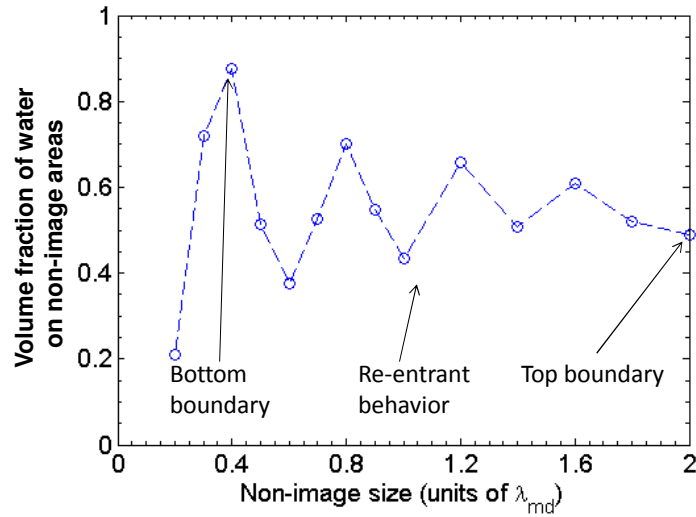 Volume fraction of water
on non-image areas
1
0.8
0.6
0.4
0.2
0
Bottom
boundary
Re-entrant
behavior
Top boundary
0 0.4 0.8 1.2 1.6 2
Non-image size (units of λmd)